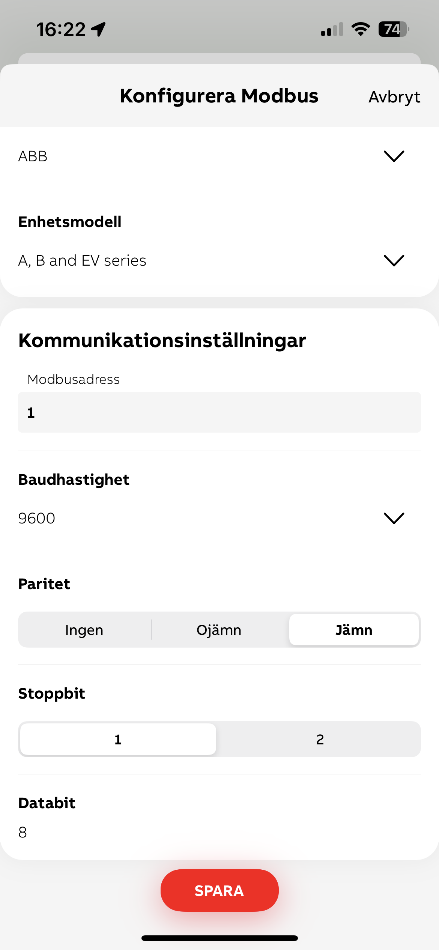 16:22
74
Konfigurera Modbus
Avbryt
ABB
Enhetsmodell
A, B and EV series
Kommunikationsinställningar
Modbusadress
1
Baudhastighet
9600
Paritet
Ingen
Ojämn
Jämn
Stoppbit
1
2
Databit
8
SPARA